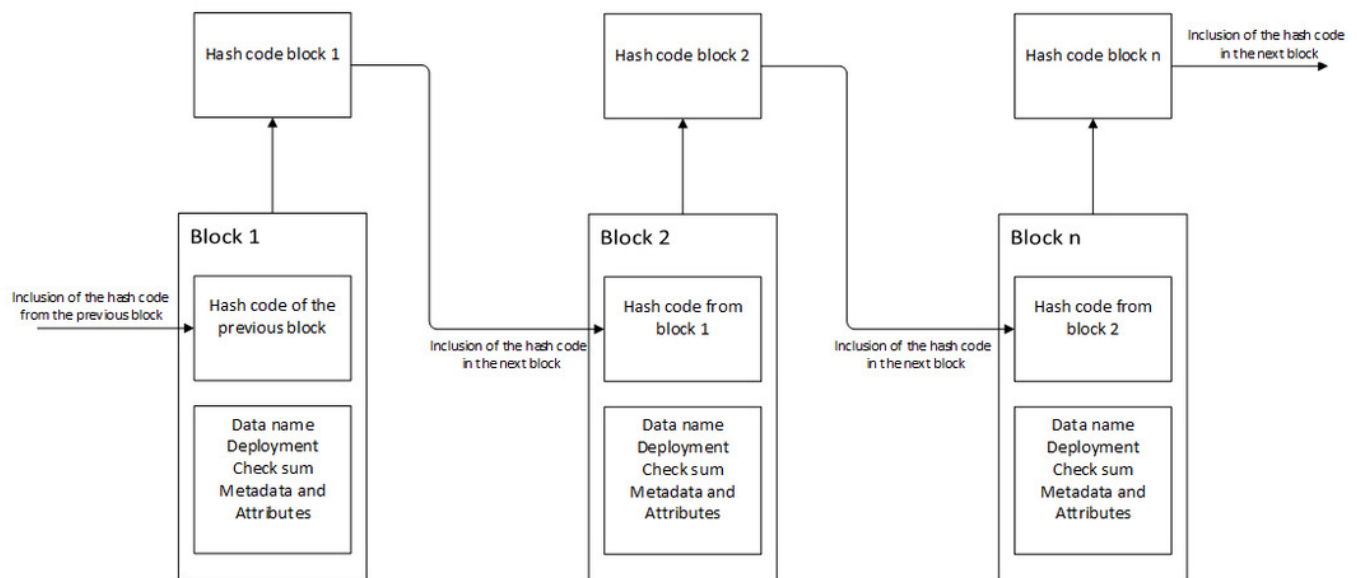 Hash code block 1
Hash code block 2
Hash code block n
Inclusion of the hash code
in the next block
Block 1
Block 2
Block n
Inclusion of the hash code
from the previous block
Hash code of the
previous block
Inclusion of the hash code
in the next block
Hash code from
block 1
Inclusion of the hash code
in the next block
Hash code from
block 2
Data name
Deployment
Check sum
Metadata and
Attributes
Data name
Deployment
Check sum
Metadata and
Attributes
Data name
Deployment
Check sum
Metadata and
Attributes